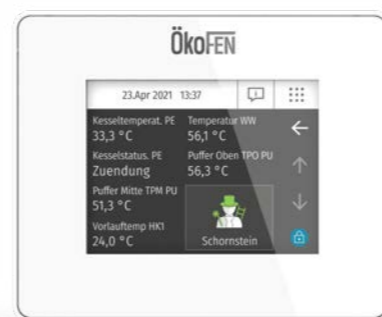 ÖkoFEN
23.Apr 2021 13:37
Kesseltemperat. PE
33,3 °C
Temperatur WW
56,1 °C
Kesselstatus. PE
Zuendung
Puffer Oben TPO PU
56,3 °C
Puffer Mitte TPM PU
51,3 °C
Vorlauftemp HK1
24,0 °C
Schornstein